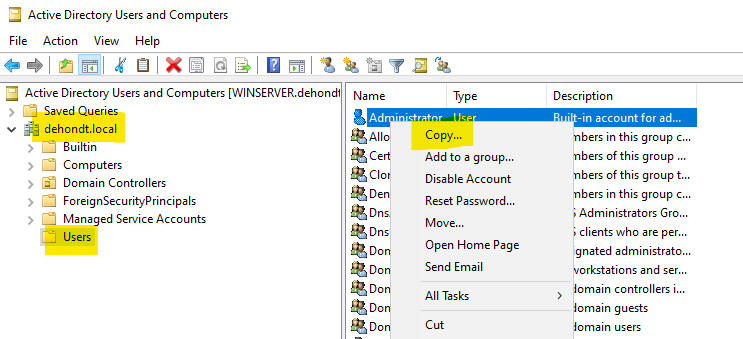 Active Directory Users and Computers
File Action View Help
Active Directory Users and Computers [WINSERVER.dehondt
Saved Queries
dehondt.local
Builtin
Computers
Domain Controllers
ForeignSecurityPrincipals
Managed Service Accounts
Users
Name Type Description
Administrator User Built-in account for ad...
Allo mbers in this group c...
Cert mbers of this group ...
Clor mbers of this group t...
Den mbers in this group c...
Dns S Administrators Gro...
Dns S clients who are per...
Don ignated administrato...
Don workstations and ser...
Don domain controllers i...
Don domain guests
Don domain users
Copy...
Add to a group...
Disable Account
Reset Password...
Move...
Open Home Page
Send Email
All Tasks
Cut